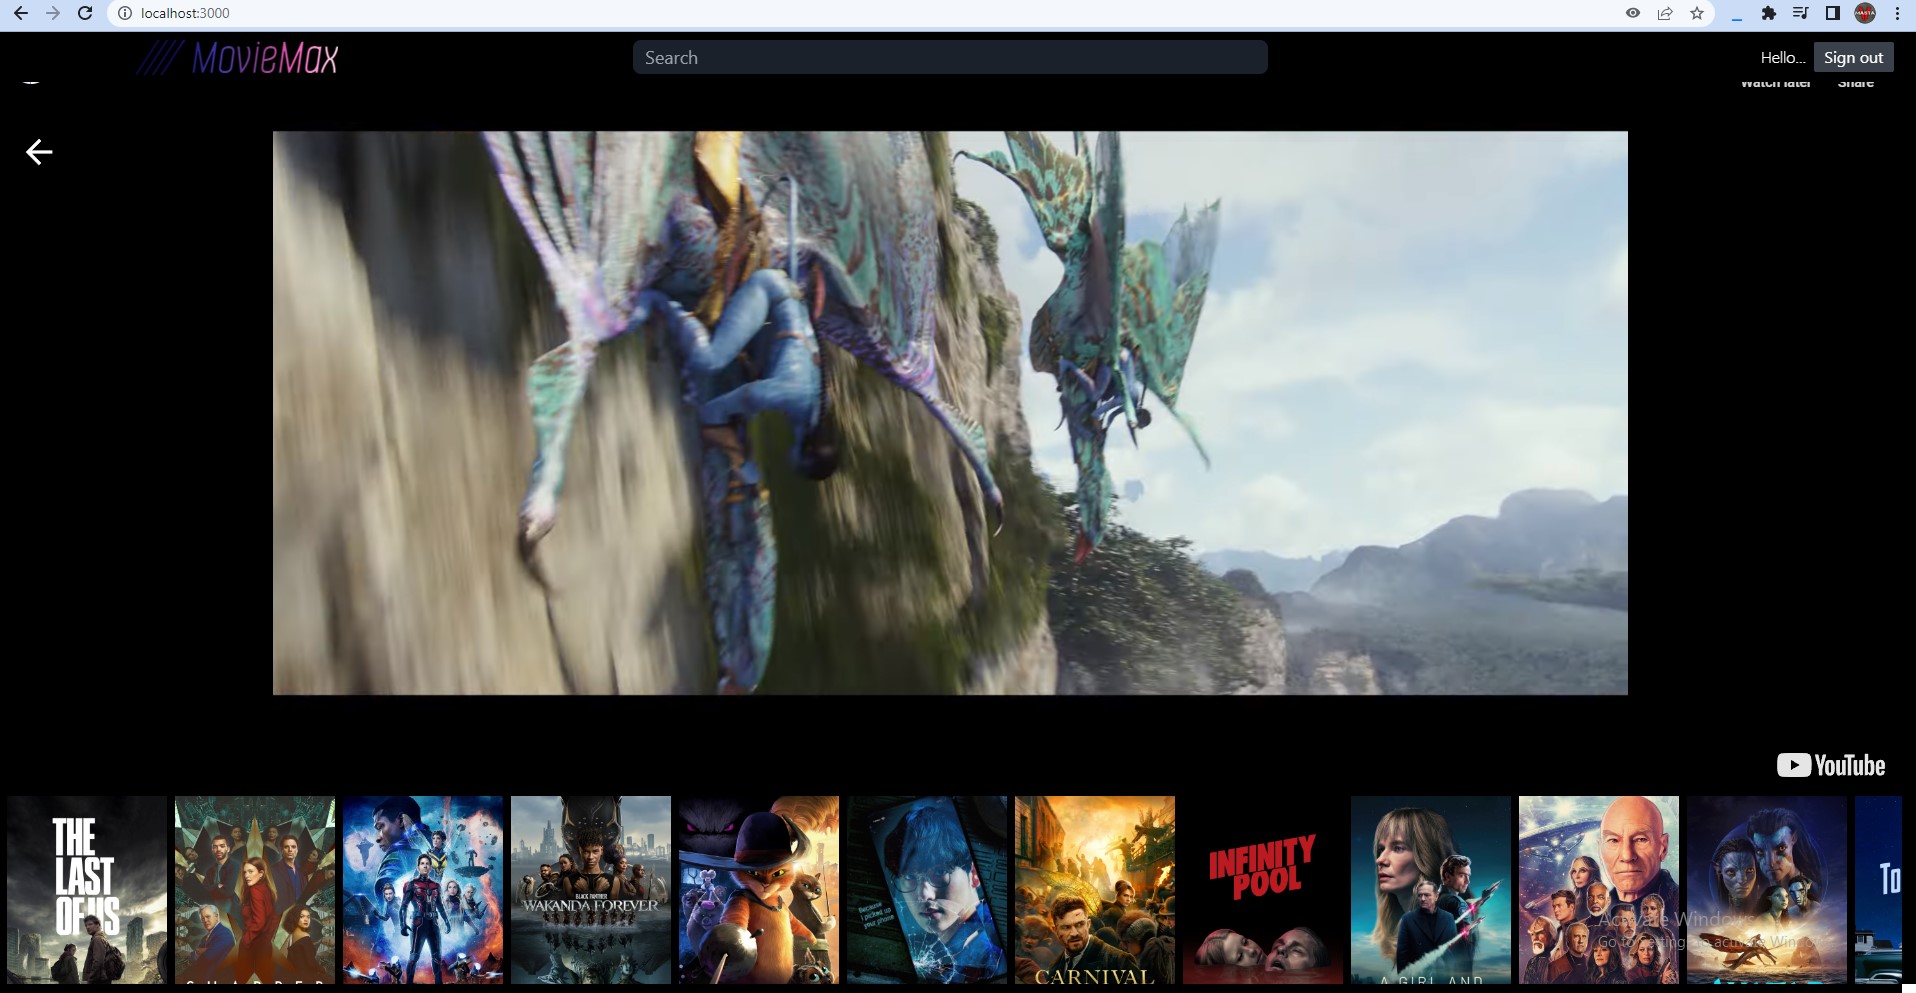 localhost:3000
MovieMax
Search
Hello...
Sign out
Watch later
Share
YouTube
THE
LAST
OF US
SHARPER
BLACK PANTHER
WAKANDA FOREVER
Because
I picked up
your phone
CARNIVAL
INFINITY
POOL
A GIRL AND
To
Activate Windows
Go to Settings to activate Windows.